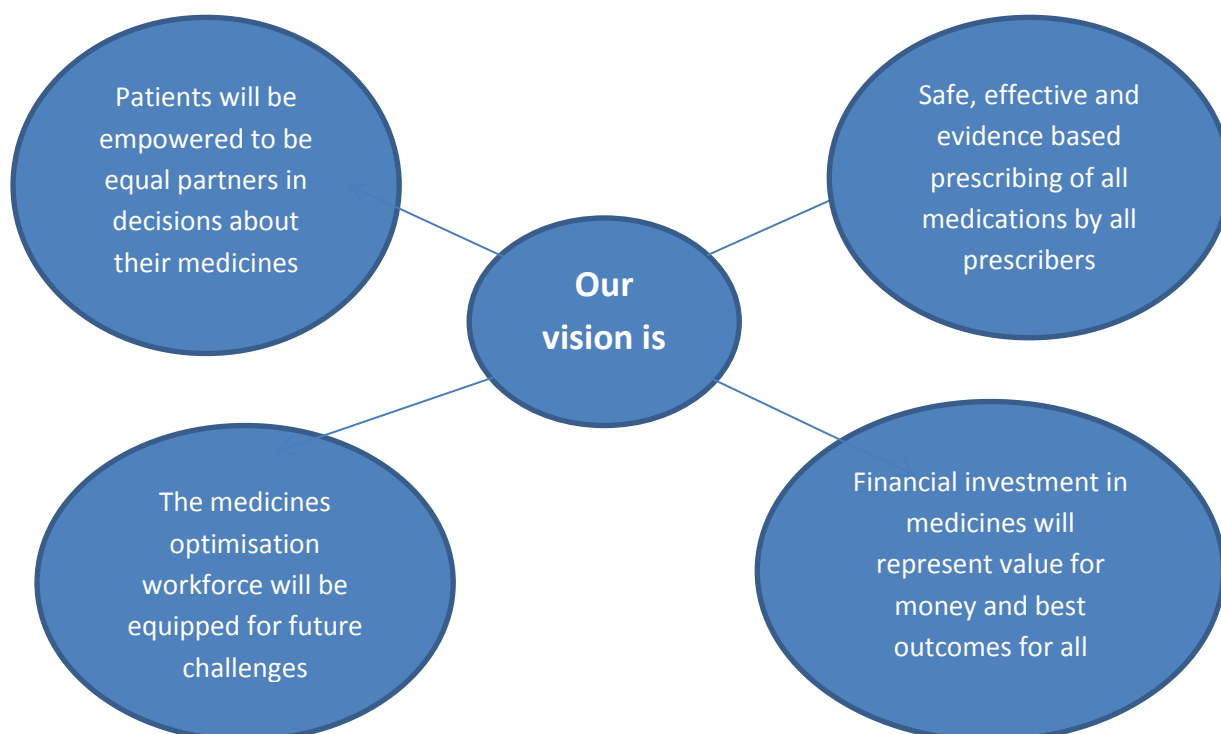 Patients will be
empowered to be
equal partners in
decisions about
their medicines
Safe, effective and
evidence based
prescribing of all
medications by all
prescribers
Our
vision is
The medicines
optimisation
workforce will be
equipped for future
challenges
Financial investment in
medicines will
represent value for
money and best
outcomes for all